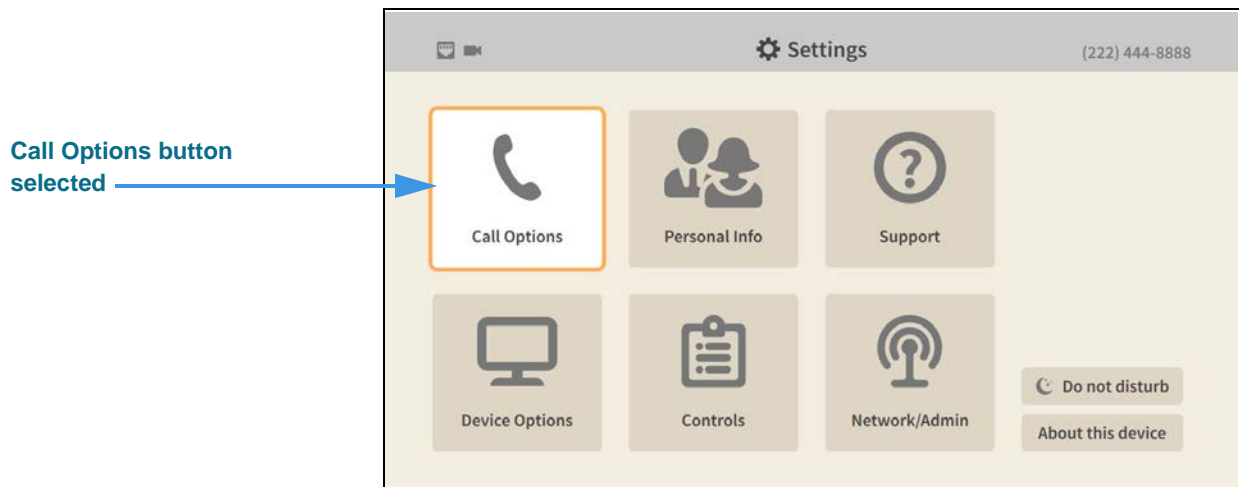 Settings
(222) 444-8888
Call Options button
selected
Call Options
Personal Info
Support
Device Options
Controls
Network/Admin
Do not disturb
About this device